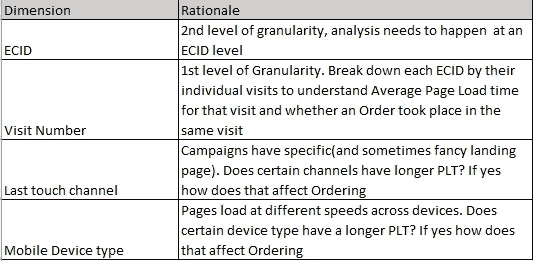 Dimension Rationale
2nd level of granularity, analysis needs to happen at an
ECID ECID level
1st level of Granularity. Break down each ECID by their
individual visits to understand Average Page Load time
for that visit and whether an Order took place in the
Visit Number same visit
Campaigns have specific(and sometimes fancy landing
page). Does certain channels have longer PLT? If yes
Last touch channel how does that affect Ordering
Pages load at different speeds across devices. Does
certain device type have a longer PLT? If yes how does
Mobile Device type that affect Ordering